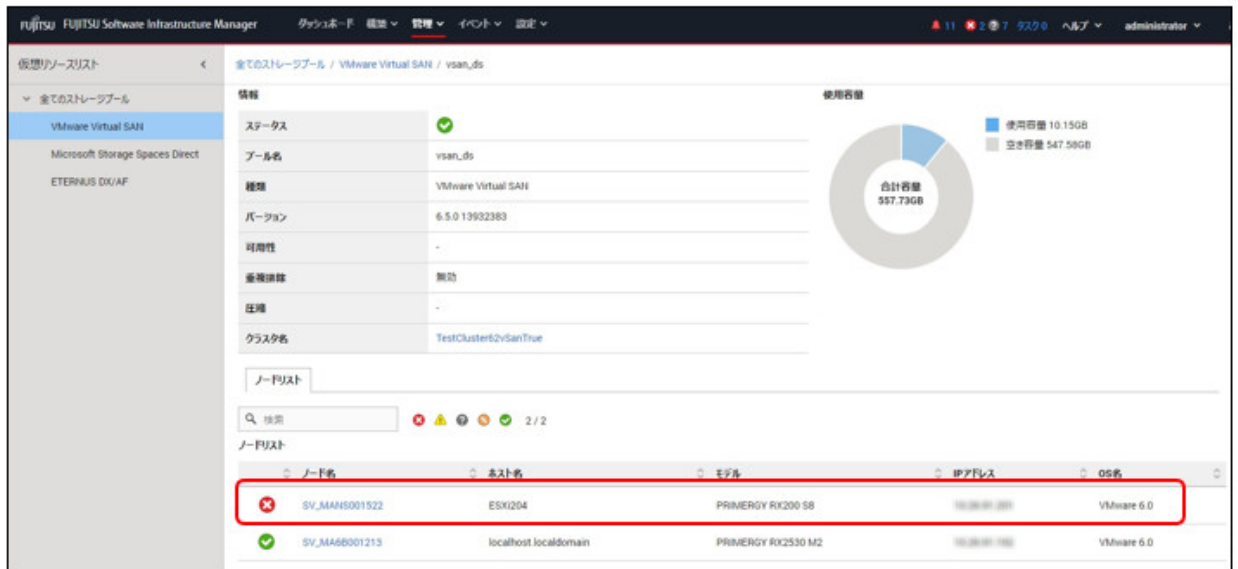 FUJITSU FUJITSU Software Infrastructure Manager ダッシュボード 構築 管理 イベント 設定 11 2 7 タスク 0 ヘルプ administrator
仮想リソースリスト
全てのストレージプール / VMware Virtual SAN / vsan_ds
全てのストレージプール
VMware Virtual SAN
Microsoft Storage Spaces Direct
ETERNUS DX/AF
情報
ステータス
プール名 vsan_ds
種類 VMware Virtual SAN
バージョン 6.5.0 13932383
可用性 -
重複排除 無効
圧縮 -
クラスタ名 TestCluster62vSanTrue
使用容量
使用容量 10.15GB
空き容量 547.58GB
合計容量
557.73GB
ノードリスト
検索 2 / 2
ノードリスト
ノード名 ホスト名 モデル IPアドレス OS名
SV_MANS001522 ESXi204 PRIMERGY RX200 S8 VMware 6.0
SV_MA6B001213 localhost.localdomain PRIMERGY RX2530 M2 VMware 6.0